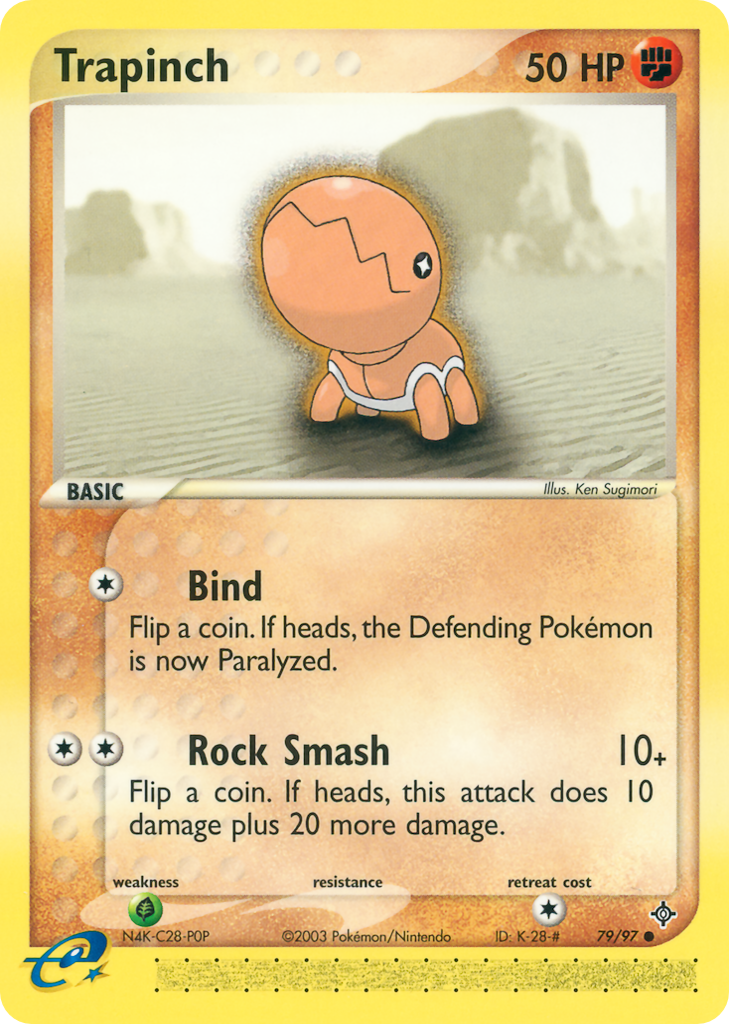 Trapinch 50 HP
BASIC Illus. Ken Sugimori
Bind
Flip a coin. If heads, the Defending Pokémon
is now Paralyzed.
Rock Smash 10+
Flip a coin. If heads, this attack does 10
damage plus 20 more damage.
weakness resistance retreat cost
N4K-C28-P0P ©2003 Pokémon/Nintendo ID: K-28-# 79/97
e